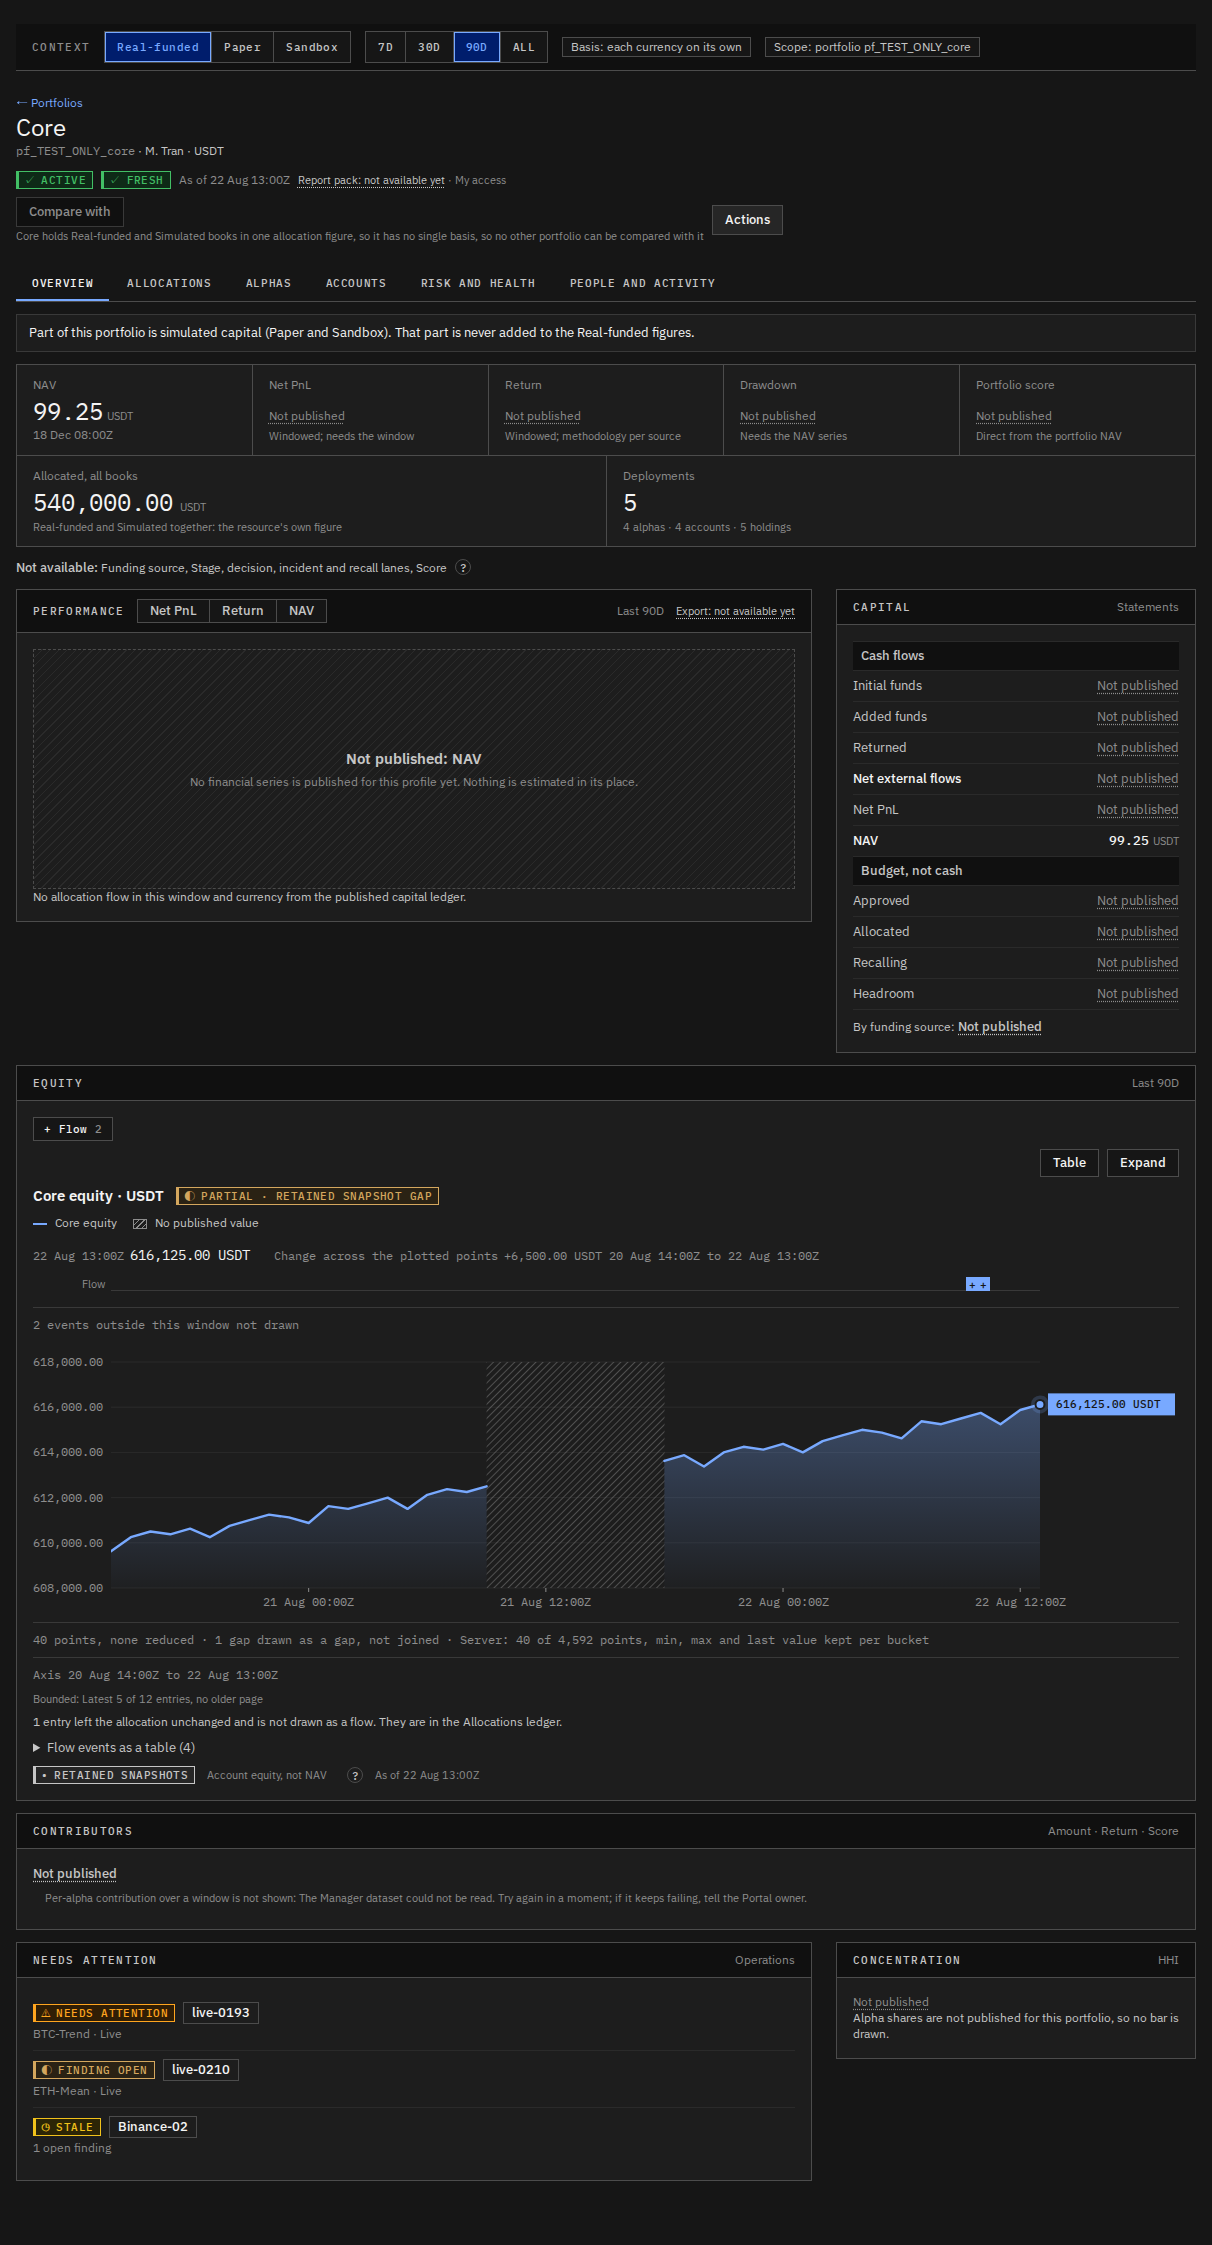 CONTEXT Real-funded Paper Sandbox 7D 30D 90D ALL Basis: each currency on its own Scope: portfolio pf_TEST_ONLY_core
← Portfolios
Core
pf_TEST_ONLY_core · M. Tran · USDT
✓ ACTIVE ✓ FRESH As of 22 Aug 13:00Z Report pack: not available yet · My access
Compare with
Core holds Real-funded and Simulated books in one allocation figure, so it has no single basis, so no other portfolio can be compared with it
Actions
OVERVIEW ALLOCATIONS ALPHAS ACCOUNTS RISK AND HEALTH PEOPLE AND ACTIVITY
Part of this portfolio is simulated capital (Paper and Sandbox). That part is never added to the Real-funded figures.
NAV
99.25 USDT
18 Dec 08:00Z
Net PnL
Not published
Windowed; needs the window
Return
Not published
Windowed; methodology per source
Drawdown
Not published
Needs the NAV series
Portfolio score
Not published
Direct from the portfolio NAV
Allocated, all books
540,000.00 USDT
Real-funded and Simulated together: the resource's own figure
Deployments
5
4 alphas · 4 accounts · 5 holdings
Not available: Funding source, Stage, decision, incident and recall lanes, Score ?
PERFORMANCE Net PnL Return NAV Last 90D Export: not available yet
Not published: NAV
No financial series is published for this profile yet. Nothing is estimated in its place.
No allocation flow in this window and currency from the published capital ledger.
CAPITAL Statements
Cash flows
Initial funds Not published
Added funds Not published
Returned Not published
Net external flows Not published
Net PnL Not published
NAV 99.25 USDT
Budget, not cash
Approved Not published
Allocated Not published
Recalling Not published
Headroom Not published
By funding source: Not published
EQUITY Last 90D
+ Flow 2
Table Expand
Core equity · USDT PARTIAL · RETAINED SNAPSHOT GAP
Core equity No published value
22 Aug 13:00Z 616,125.00 USDT Change across the plotted points +6,500.00 USDT 20 Aug 14:00Z to 22 Aug 13:00Z
Flow + +
2 events outside this window not drawn
618,000.00
616,000.00
616,125.00 USDT
614,000.00
612,000.00
610,000.00
608,000.00
21 Aug 00:00Z 21 Aug 12:00Z 22 Aug 00:00Z 22 Aug 12:00Z
40 points, none reduced · 1 gap drawn as a gap, not joined · Server: 40 of 4,592 points, min, max and last value kept per bucket
Axis 20 Aug 14:00Z to 22 Aug 13:00Z
Bounded: Latest 5 of 12 entries, no older page
1 entry left the allocation unchanged and is not drawn as a flow. They are in the Allocations ledger.
▶ Flow events as a table (4)
▪ RETAINED SNAPSHOTS Account equity, not NAV ? As of 22 Aug 13:00Z
CONTRIBUTORS Amount · Return · Score
Not published
Per-alpha contribution over a window is not shown: The Manager dataset could not be read. Try again in a moment; if it keeps failing, tell the Portal owner.
NEEDS ATTENTION Operations
⚠ NEEDS ATTENTION live-0193
BTC-Trend · Live
FINDING OPEN live-0210
ETH-Mean · Live
STALE Binance-02
1 open finding
CONCENTRATION HHI
Not published
Alpha shares are not published for this portfolio, so no bar is
drawn.